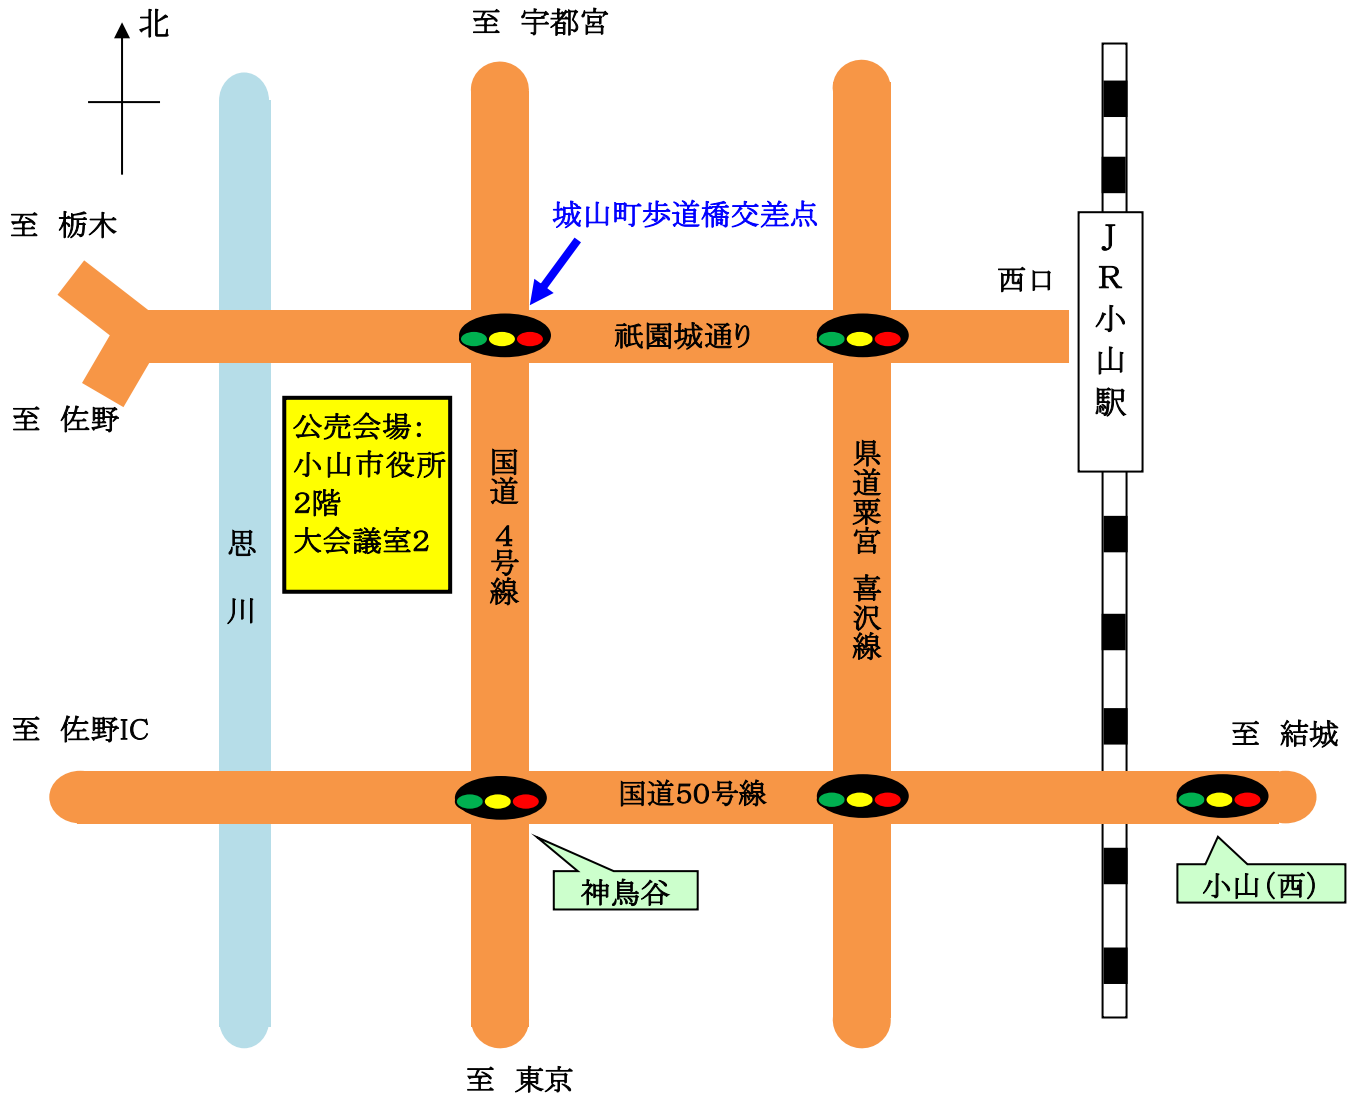 北
至 宇都宮
至 栃木
城山町歩道橋交差点
西口
JR小山駅
祇園城通り
至 佐野
公売会場:
小山市役所
2階
大会議室2
国道 4号線
県道粟宮 喜沢線
思 川
至 佐野IC
至 結城
国道50号線
神鳥谷
小山(西)
至 東京